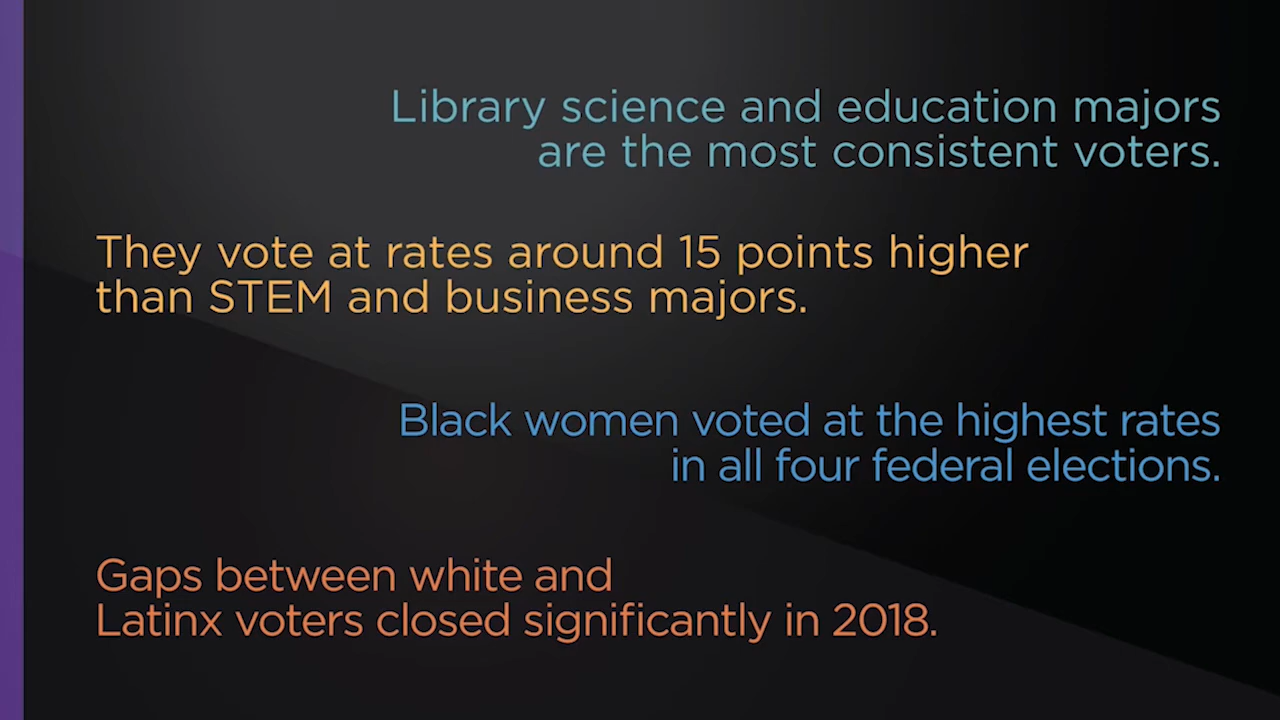 Library science and education majors
are the most consistent voters.
They vote at rates around 15 points higher
than STEM and business majors.
Black women voted at the highest rates
in all four federal elections.
Gaps between white and
Latinx voters closed significantly in 2018.